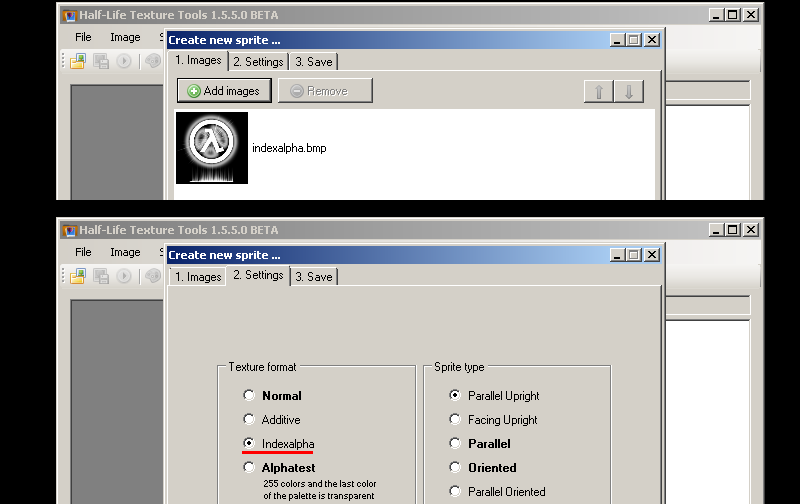 Half-Life Texture Tools 1.5.5.0 BETA
File Image
Create new sprite ...
1. Images 2. Settings 3. Save
Add images Remove
indexalpha.bmp
Half-Life Texture Tools 1.5.5.0 BETA
File Image
Create new sprite ...
1. Images 2. Settings 3. Save
Texture format Sprite type
Normal Parallel Upright
Additive Facing Upright
Indexalpha Parallel
Alphatest Oriented
255 colors and the last color
of the palette is transparent Parallel Oriented